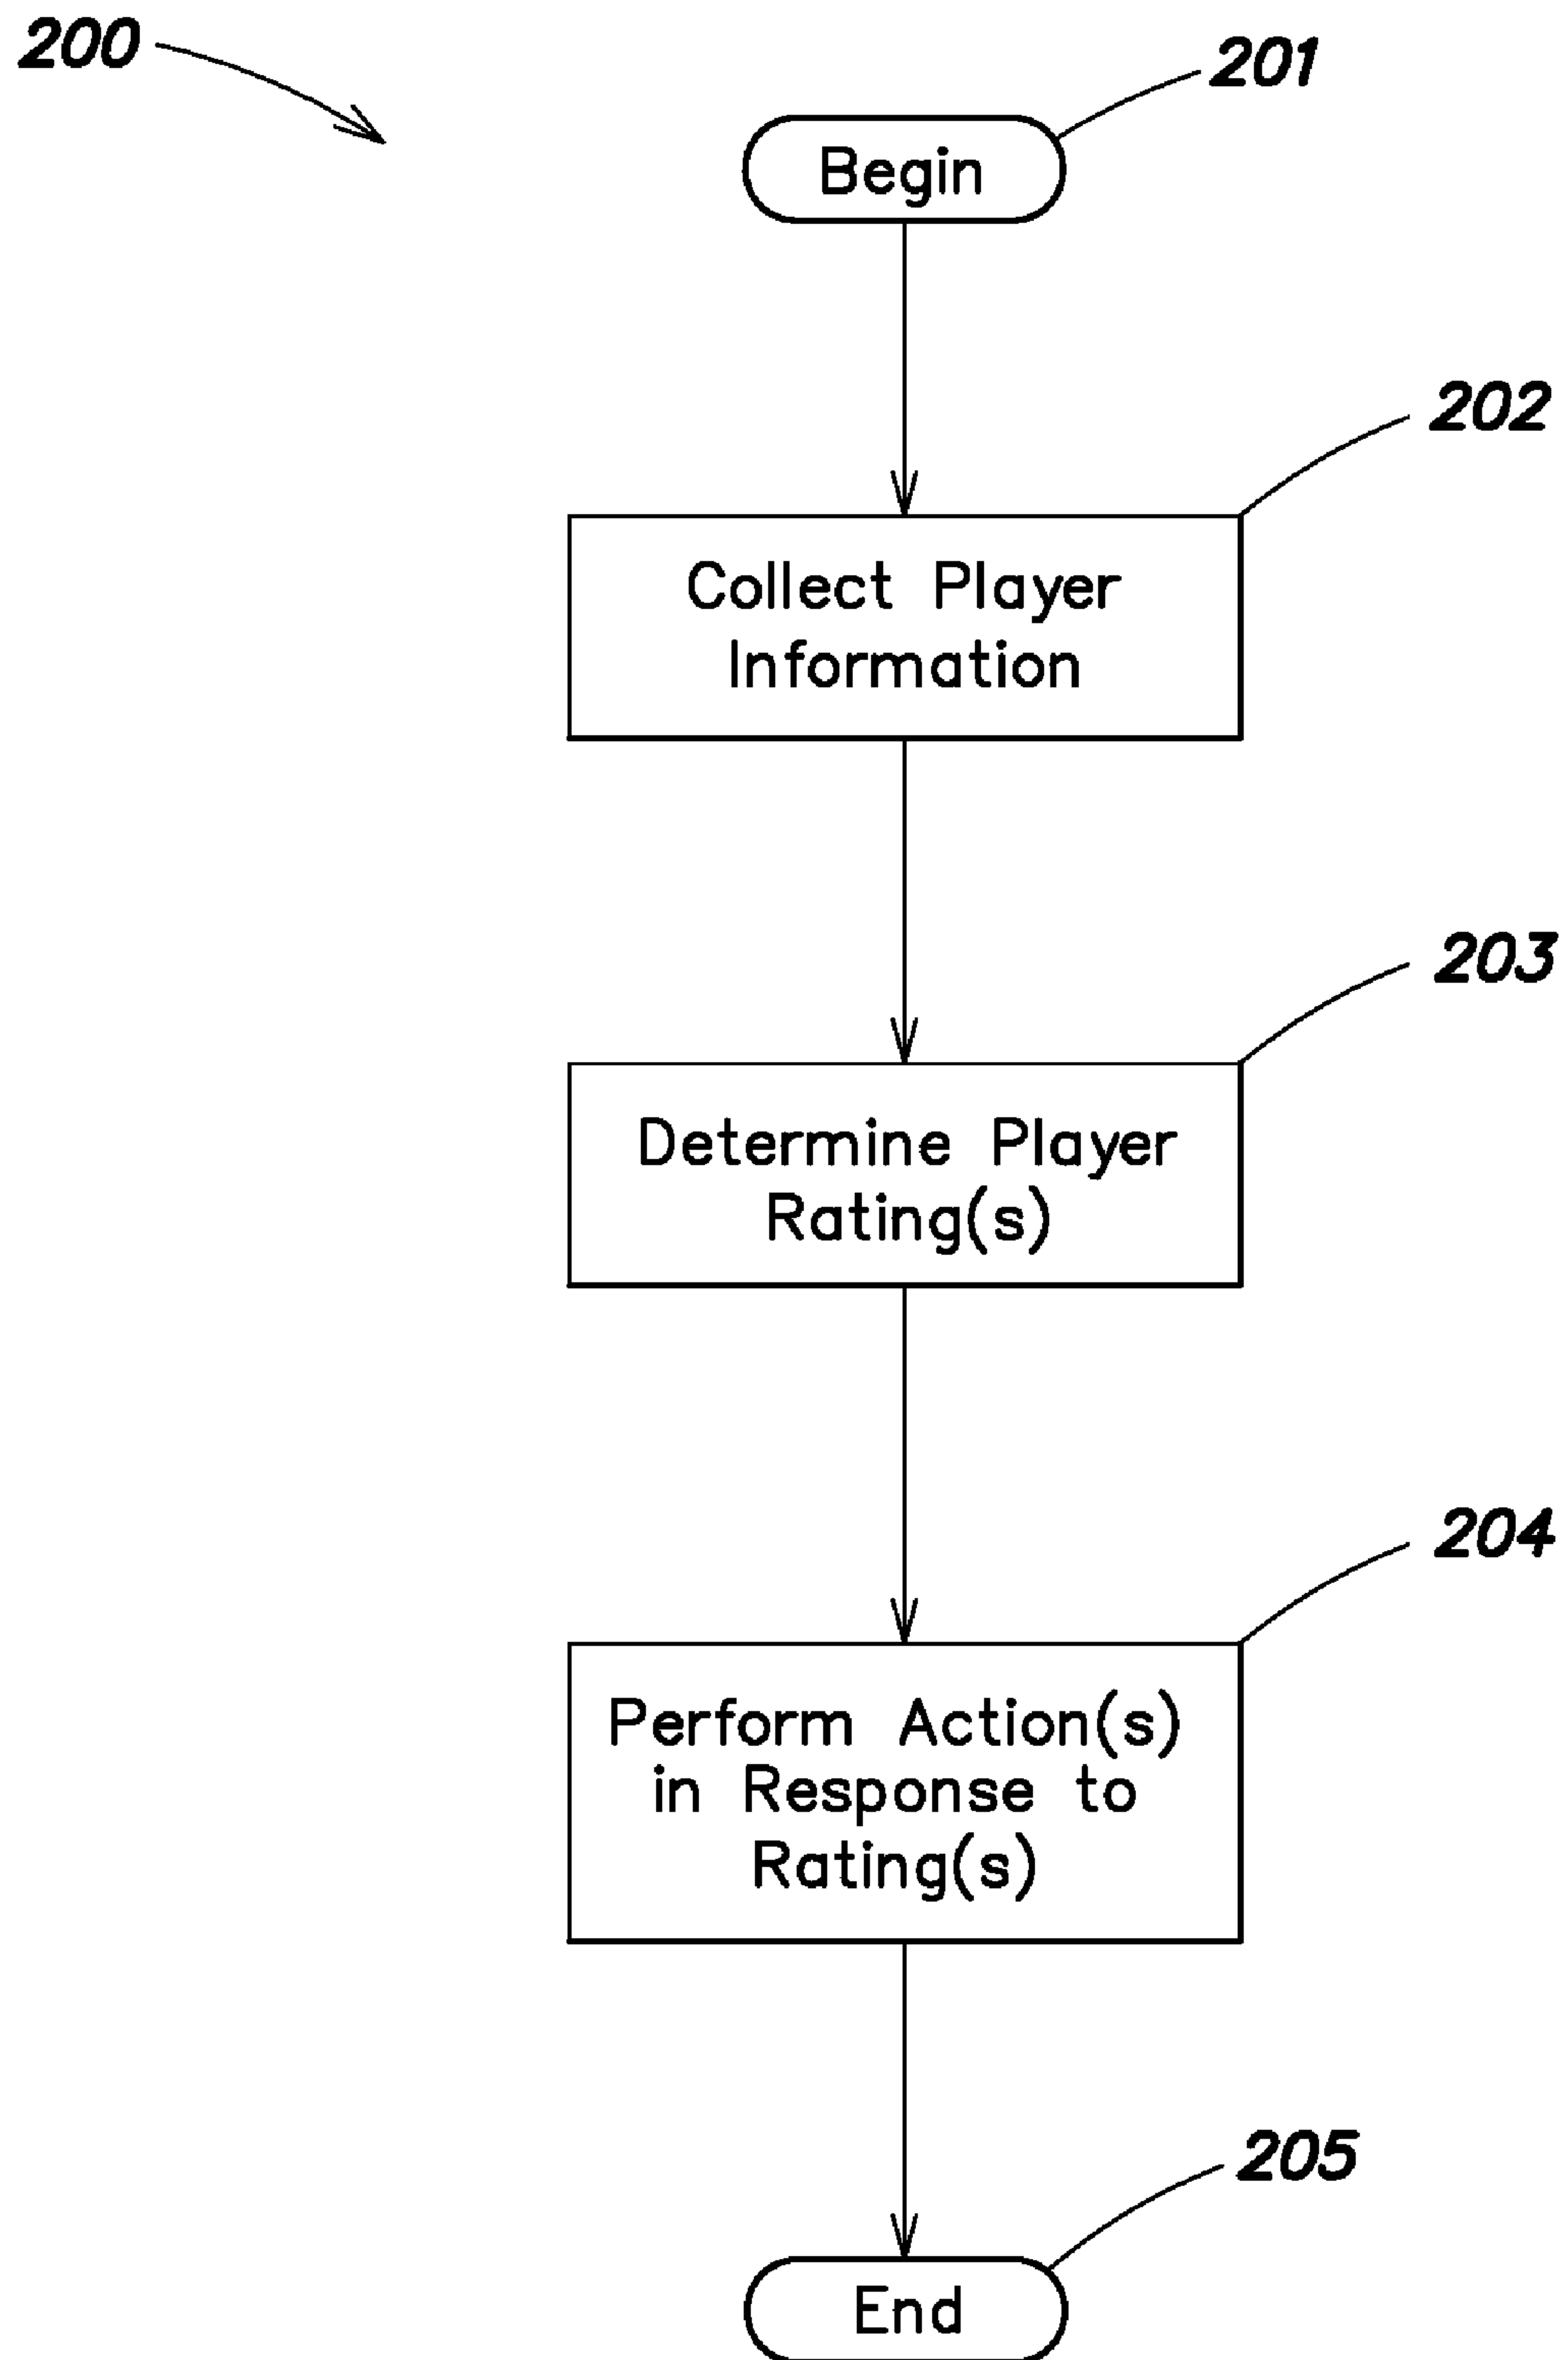 200
201
Begin
202
Collect Player
Information
203
Determine Player
Rating(s)
204
Perform Action(s)
in Response to
Rating(s)
205
End